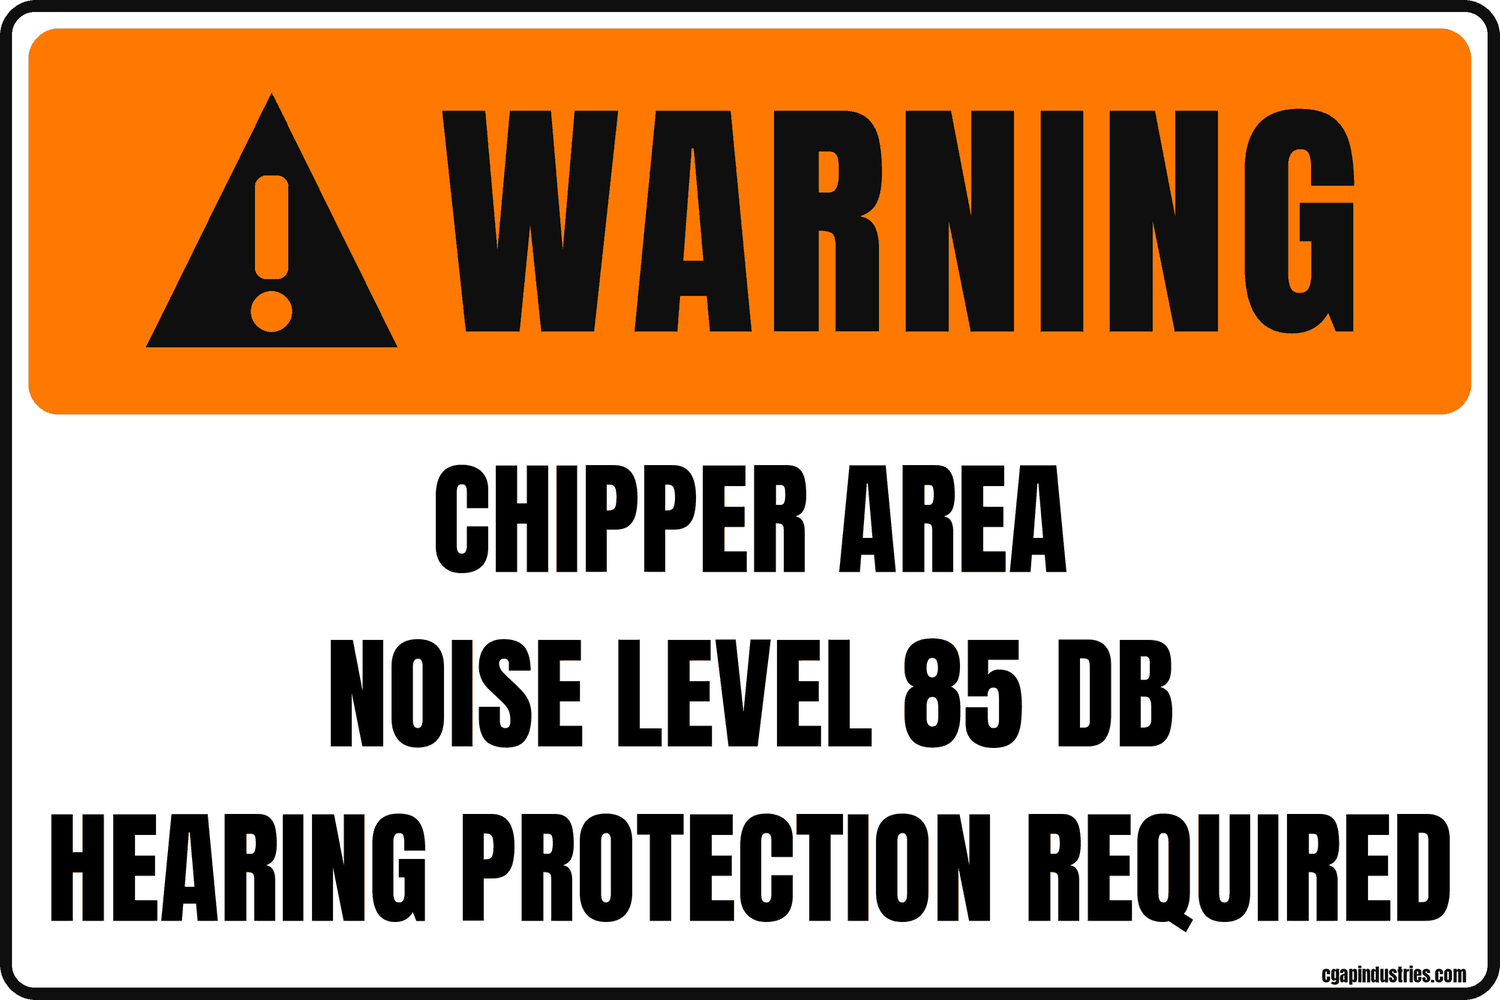 WARNING
CHIPPER AREA
NOISE LEVEL 85 DB
HEARING PROTECTION REQUIRED
cgapindustries.com